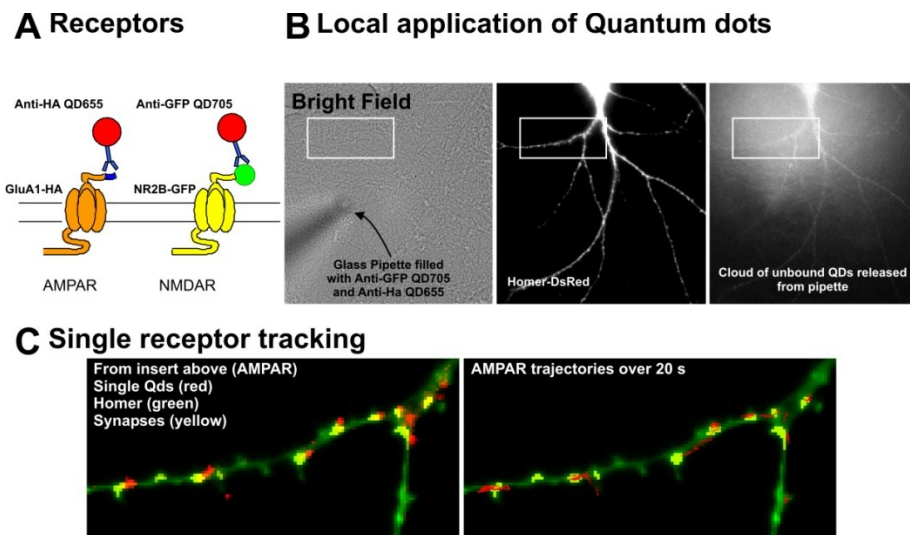 A Receptors
B Local application of Quantum dots
Anti-HA QD655
Anti-GFP QD705
GluA1-HA
NR2B-GFP
AMPAR
NMDAR
Bright Field
Glass Pipette filled
with Anti-GFP QD705
and Anti-Ha QD655
Homer-DsRed
Cloud of unbound QDs released
from pipette
C Single receptor tracking
From insert above (AMPAR)
Single Qds (red)
Homer (green)
Synapses (yellow)
AMPAR trajectories over 20 s